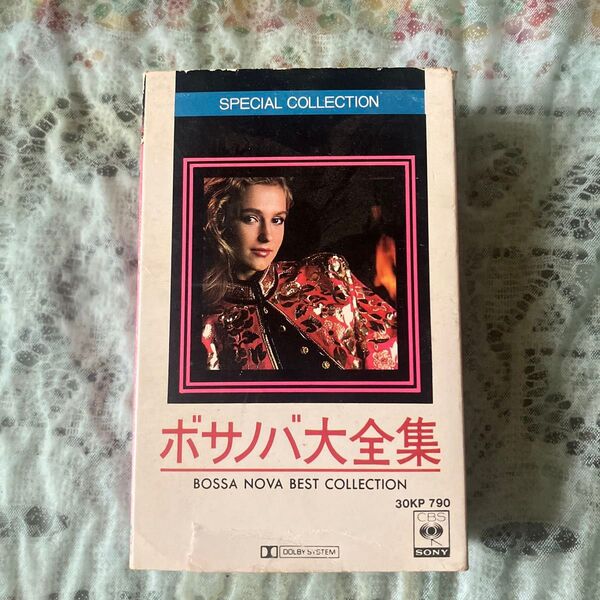 SPECIAL COLLECTION
ボサノバ大全集
BOSSA NOVA BEST COLLECTION
30KP 790
CBS
SONY
DOLBY SYSTEM